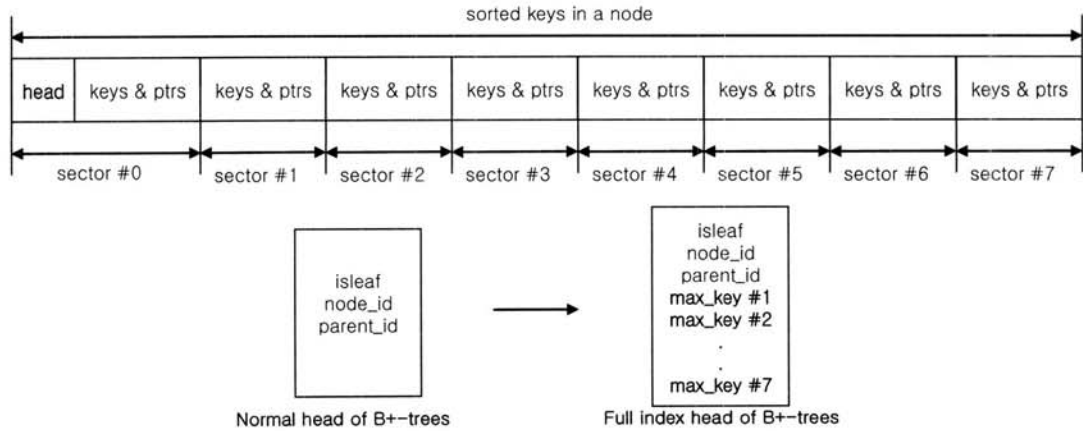 sorted keys in a node
head keys & ptrs keys & ptrs keys & ptrs keys & ptrs keys & ptrs keys & ptrs keys & ptrs keys & ptrs
sector #0 sector #1 sector #2 sector #3 sector #4 sector #5 sector #6 sector #7
isleaf
node_id
parent_id
Normal head of B+-trees
isleaf
node_id
parent_id
max_key #1
max_key #2
.
.
max_key #7
Full index head of B+-trees